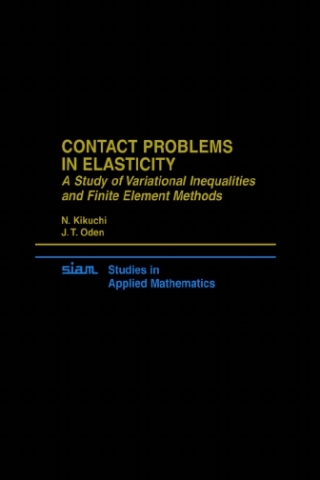 CONTACT PROBLEMS
IN ELASTICITY
A Study of Variational Inequalities
and Finite Element Methods
N. Kikuchi
J. T. Oden
siam Studies in
Applied Mathematics